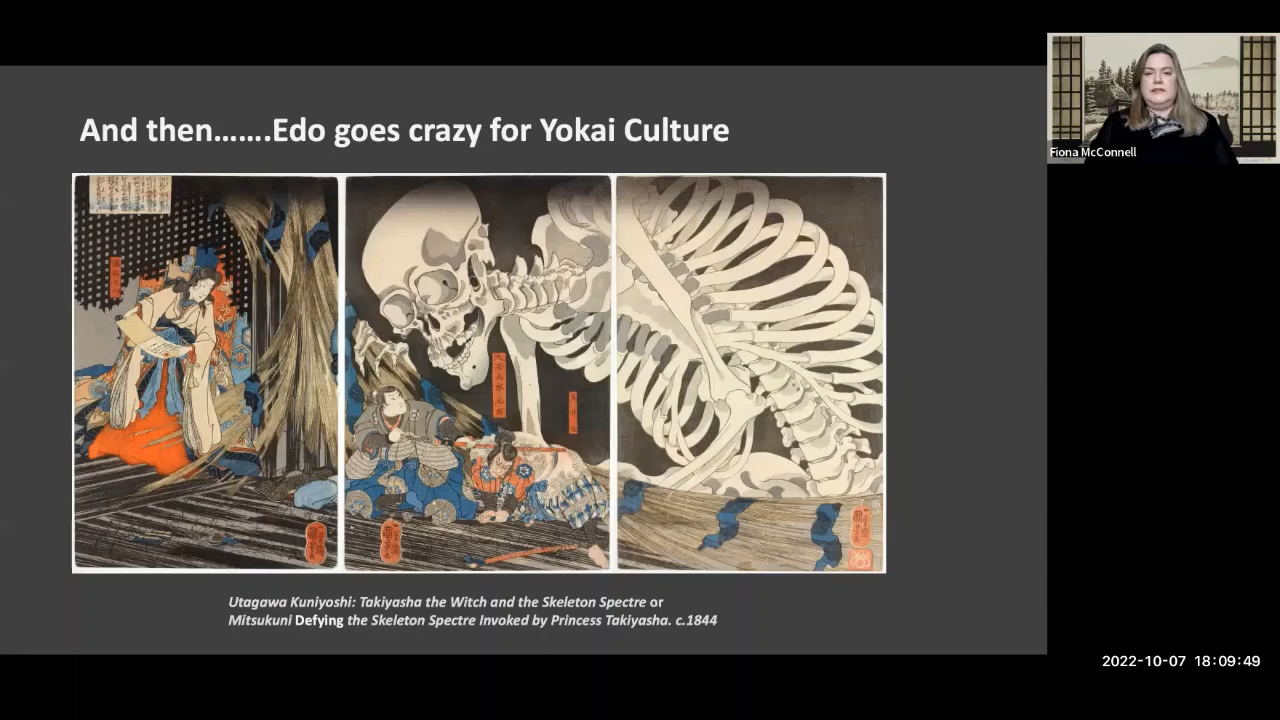 And then…….Edo goes crazy for Yokai Culture
Fiona McConnell
Utagawa Kuniyoshi: Takiyasha the Witch and the Skeleton Spectre or
Mitsukuni Defying the Skeleton Spectre Invoked by Princess Takiyasha. c.1844
2022-10-07 18:09:49